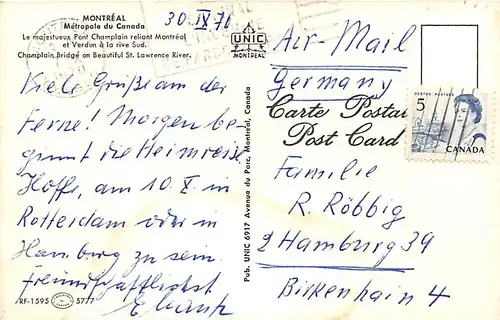 MONTRÉAL
Métropole du Canada
Le majestueux Pont Champlain reliant Montréal
et Verdun à la rive Sud.
Champlain Bridge on Beautiful St. Lawrence River.
30 IX 70
UNIC
MONTREAL
Viele Grüße aus der
Ferne! Morgen be-
ginnt die Heimreise
Hoffe, am 10. X. in
Rotterdam oder in
Hamburg zu sein.
Freundschaftlichst
RF-1595
5777
Pub. UNIC 6917 Avenue du Parc, Montréal, Canada
Air-Mail
Germany
Carte Postale
Post Card
5
POSTES POSTAGE
CANADA
Familie
R. Röbbig
2 Hamburg 39
Birkenhain 4